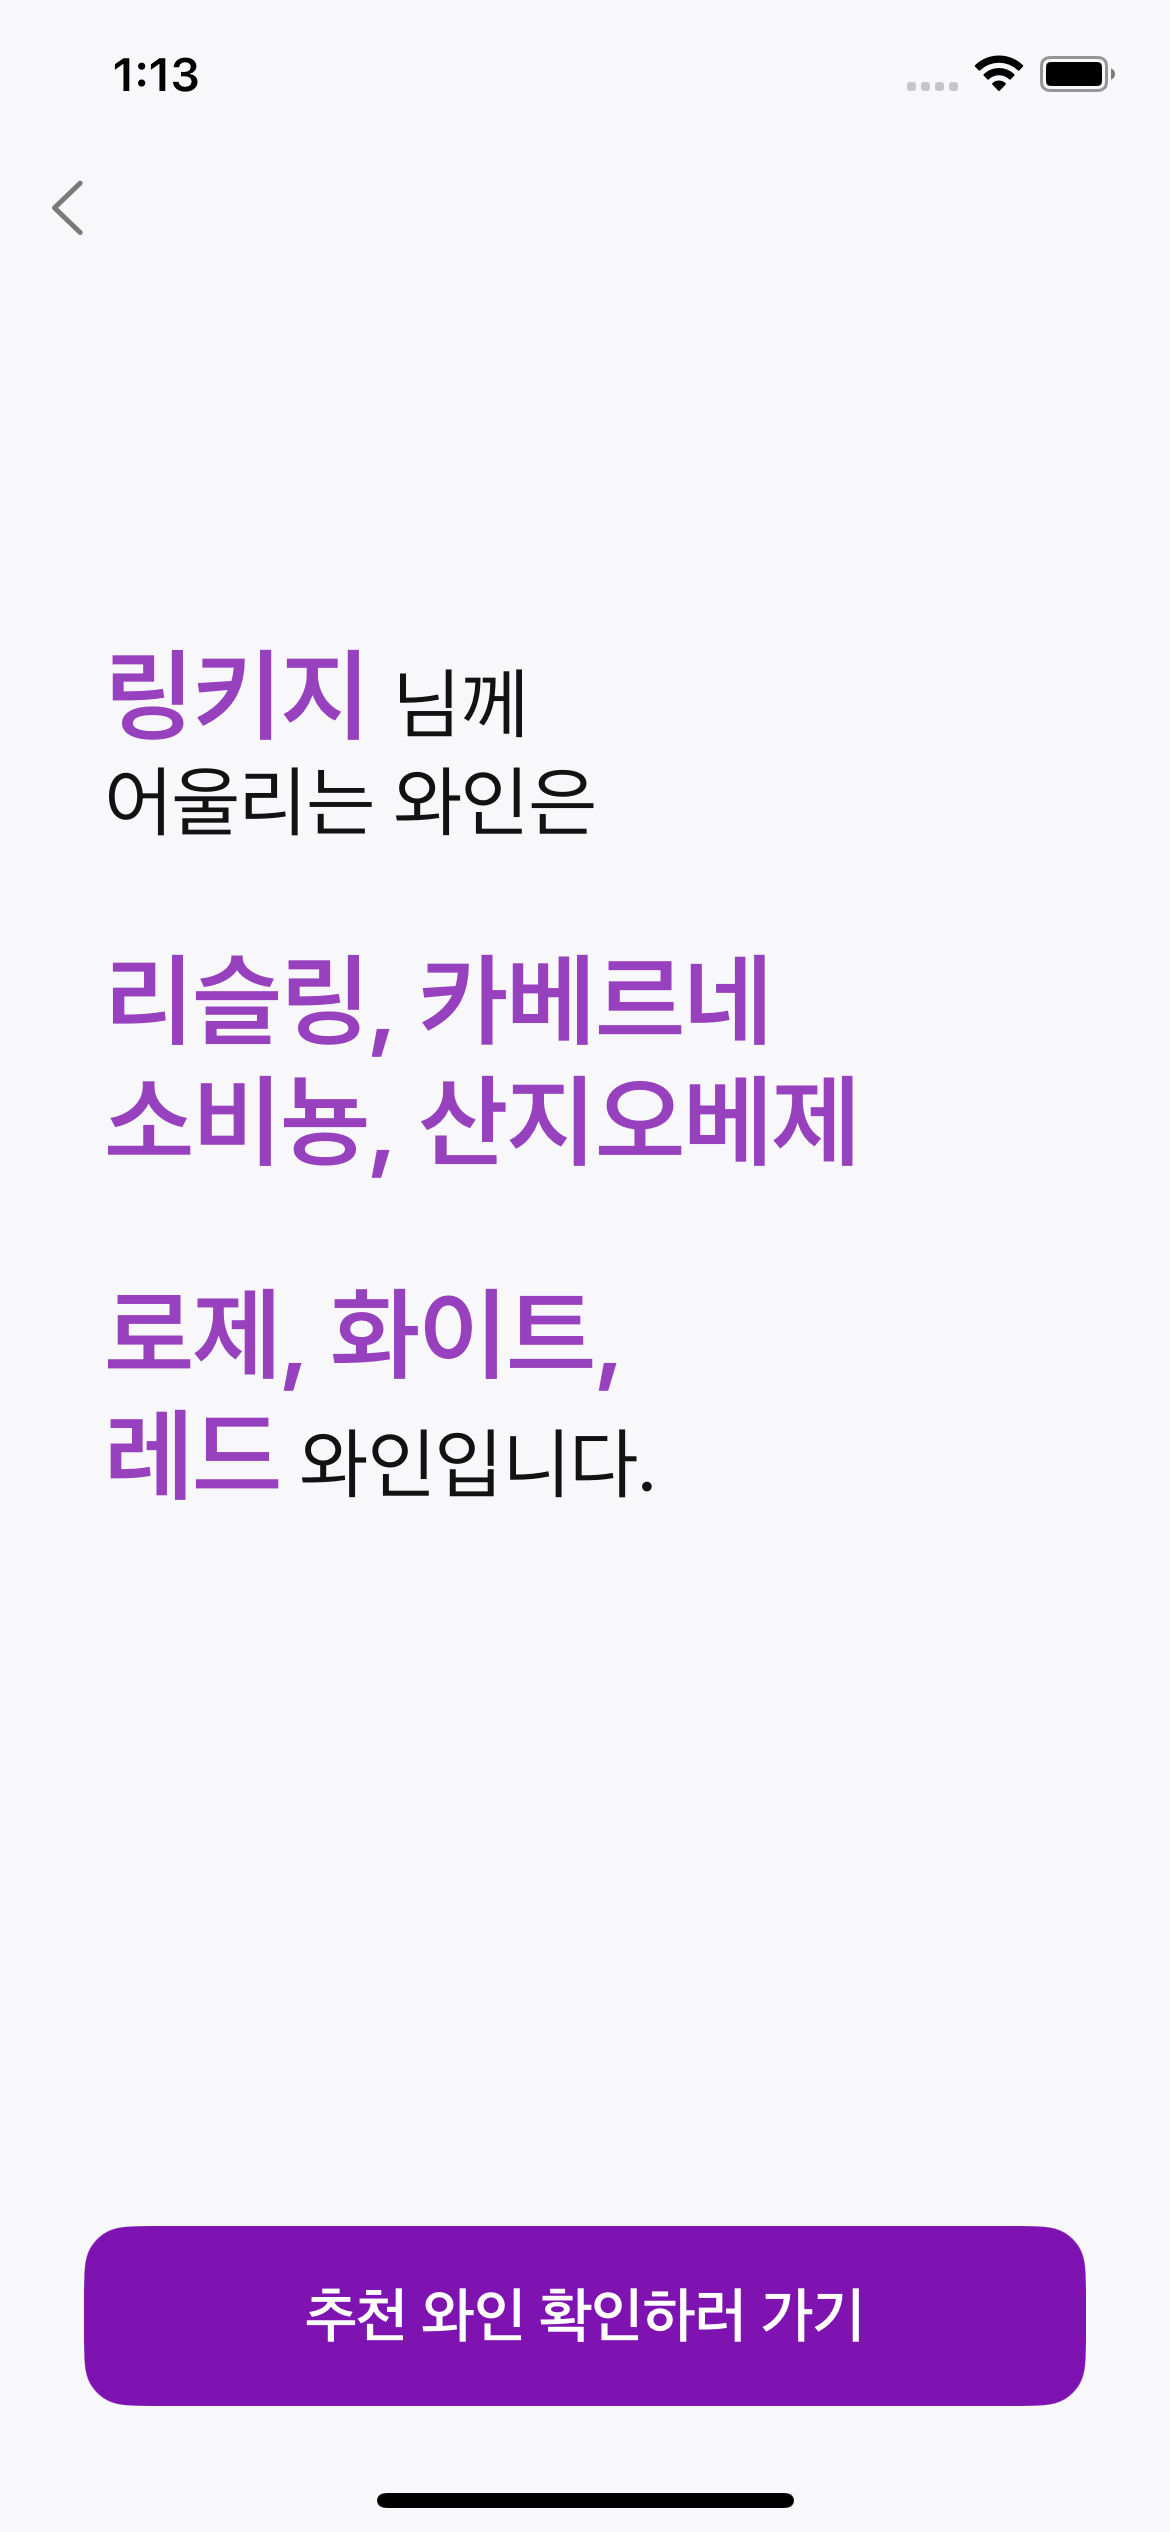 1:13
링키지 님께
어울리는 와인은
리슬링, 카베르네
소비뇽, 산지오베제
로제, 화이트,
레드 와인입니다.
추천 와인 확인하러 가기